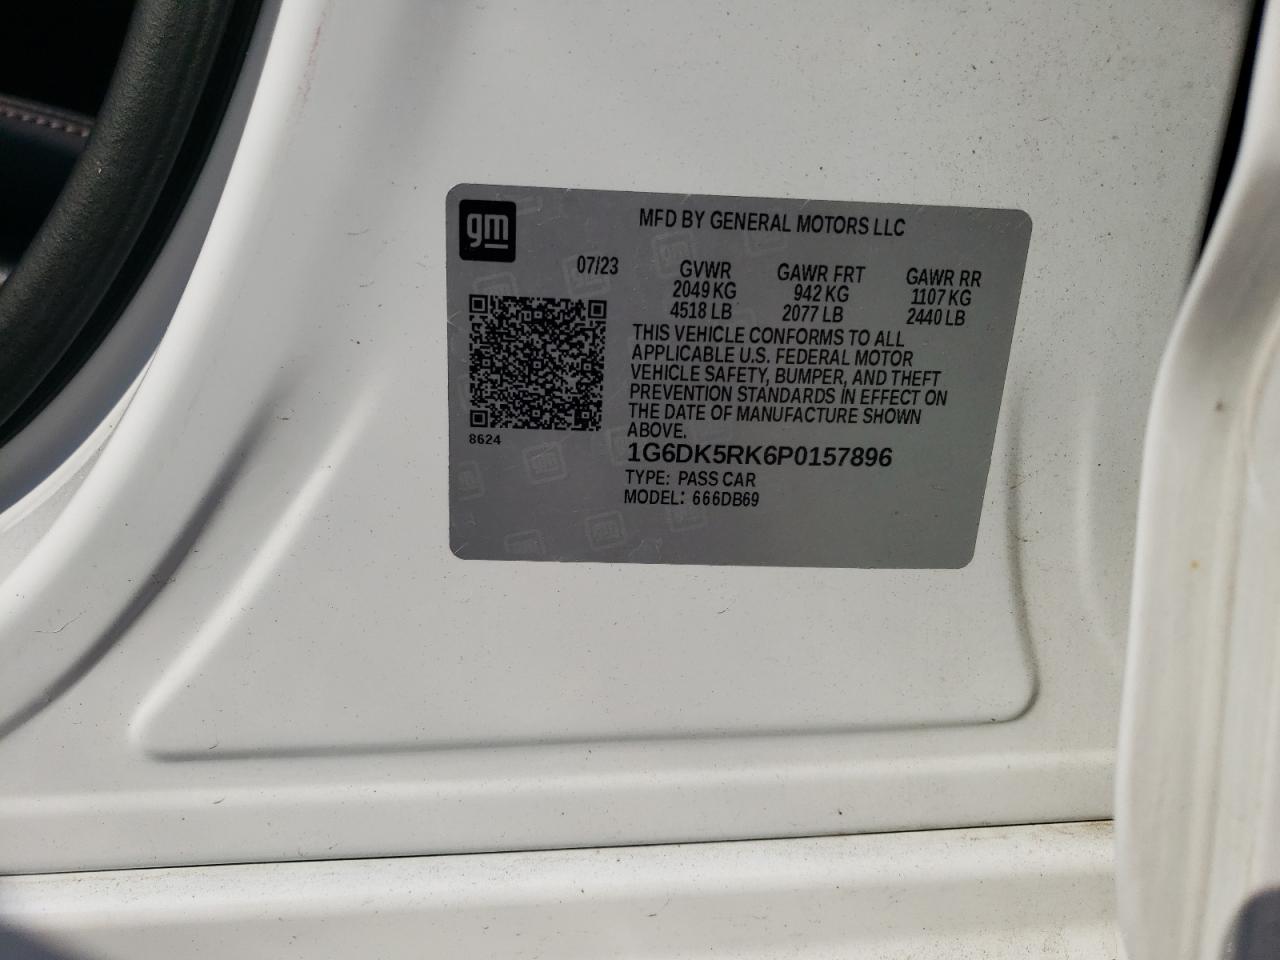 gm
MFD BY GENERAL MOTORS LLC
07/23 GVWR GAWR FRT GAWR RR
2049 KG 942 KG 1107 KG
4518 LB 2077 LB 2440 LB
THIS VEHICLE CONFORMS TO ALL
APPLICABLE U.S. FEDERAL MOTOR
VEHICLE SAFETY, BUMPER, AND THEFT
PREVENTION STANDARDS IN EFFECT ON
THE DATE OF MANUFACTURE SHOWN
ABOVE.
8624
1G6DK5RK6P0157896
TYPE: PASS CAR
MODEL: 666DB69